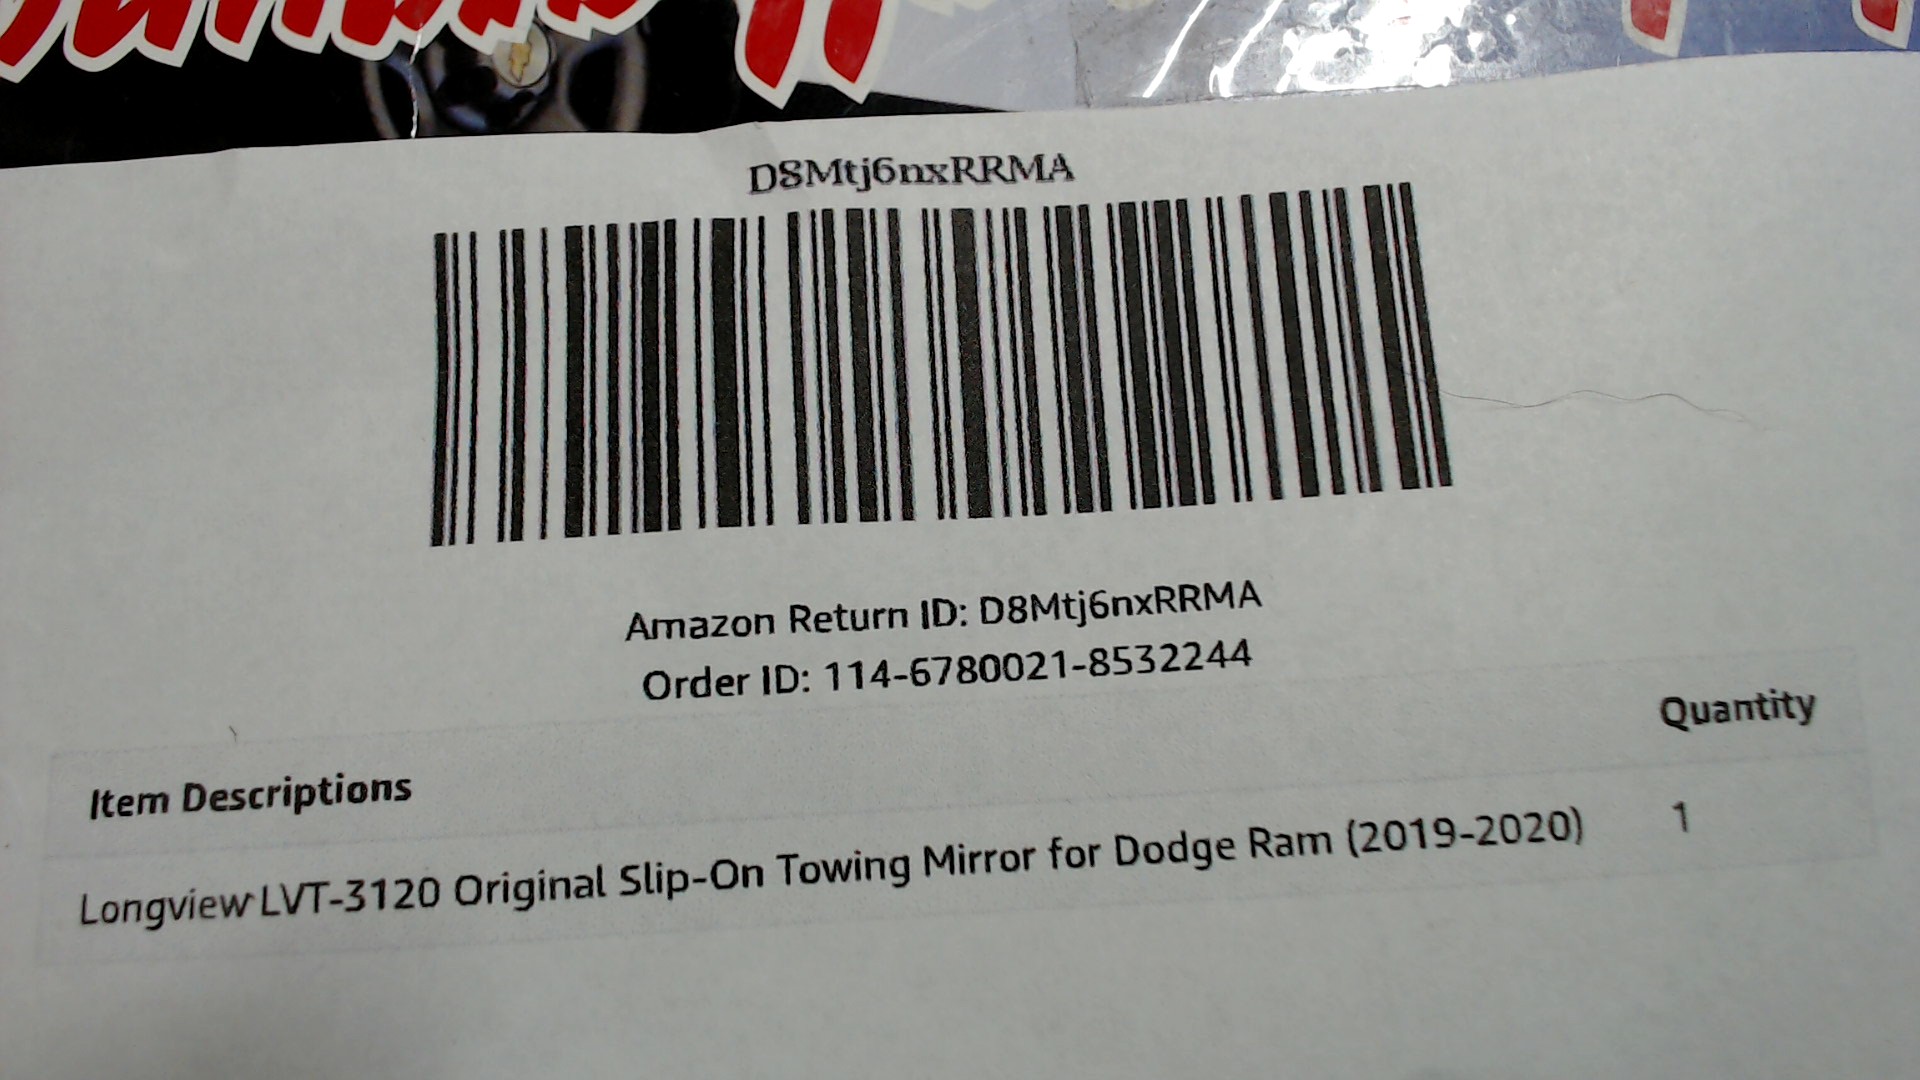 D8Mtj6nxRRMA
Amazon Return ID: D8Mtj6nxRRMA
Order ID: 114-6780021-8532244
Item Descriptions Quantity
Longview LVT-3120 Original Slip-On Towing Mirror for Dodge Ram (2019-2020) 1